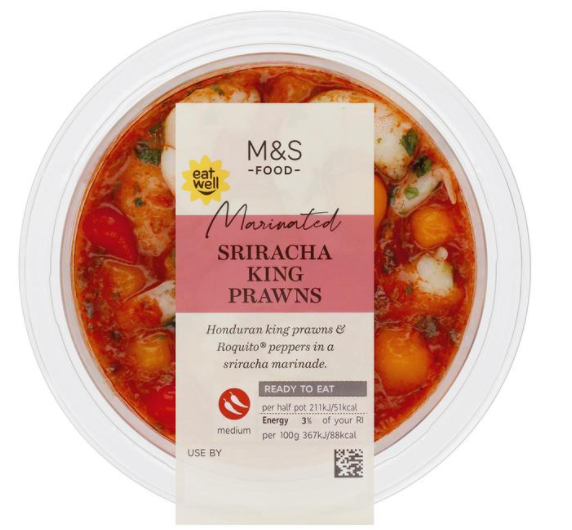 eat
well
M&S
-FOOD-
Marinated
SRIRACHA
KING
PRAWNS
Honduran king prawns &
Roquito® peppers in a
sriracha marinade.
READY TO EAT
per half pot 211kJ/51kcal
Energy 3% of your RI
per 100g 367kJ/88kcal
medium
USE BY